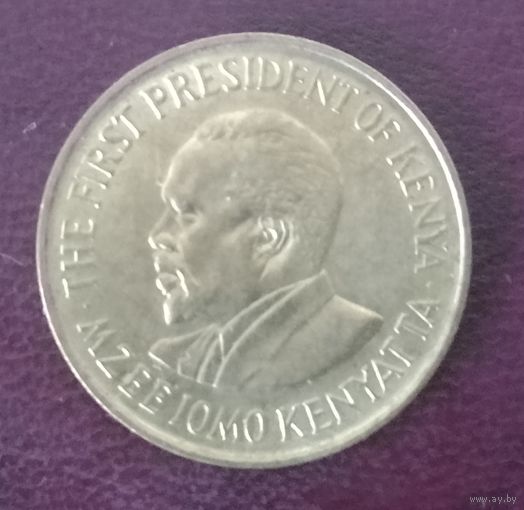 · THE FIRST PRESIDENT OF KENYA ·
MZEE JOMO KENYATTA
www.ay.by